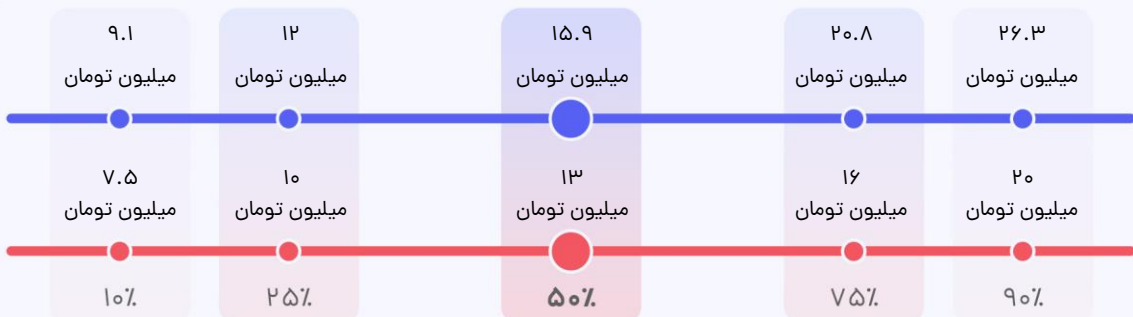 ۹.۱ ۱۲ ۱۵.۹ ۲۰.۸ ۲۶.۳
میلیون تومان میلیون تومان میلیون تومان میلیون تومان میلیون تومان
۷.۵ ۱۰ ۱۳ ۱۶ ۲۰
میلیون تومان میلیون تومان میلیون تومان میلیون تومان میلیون تومان
۱۰٪ ۲۵٪ ۵۰٪ ۷۵٪ ۹۰٪